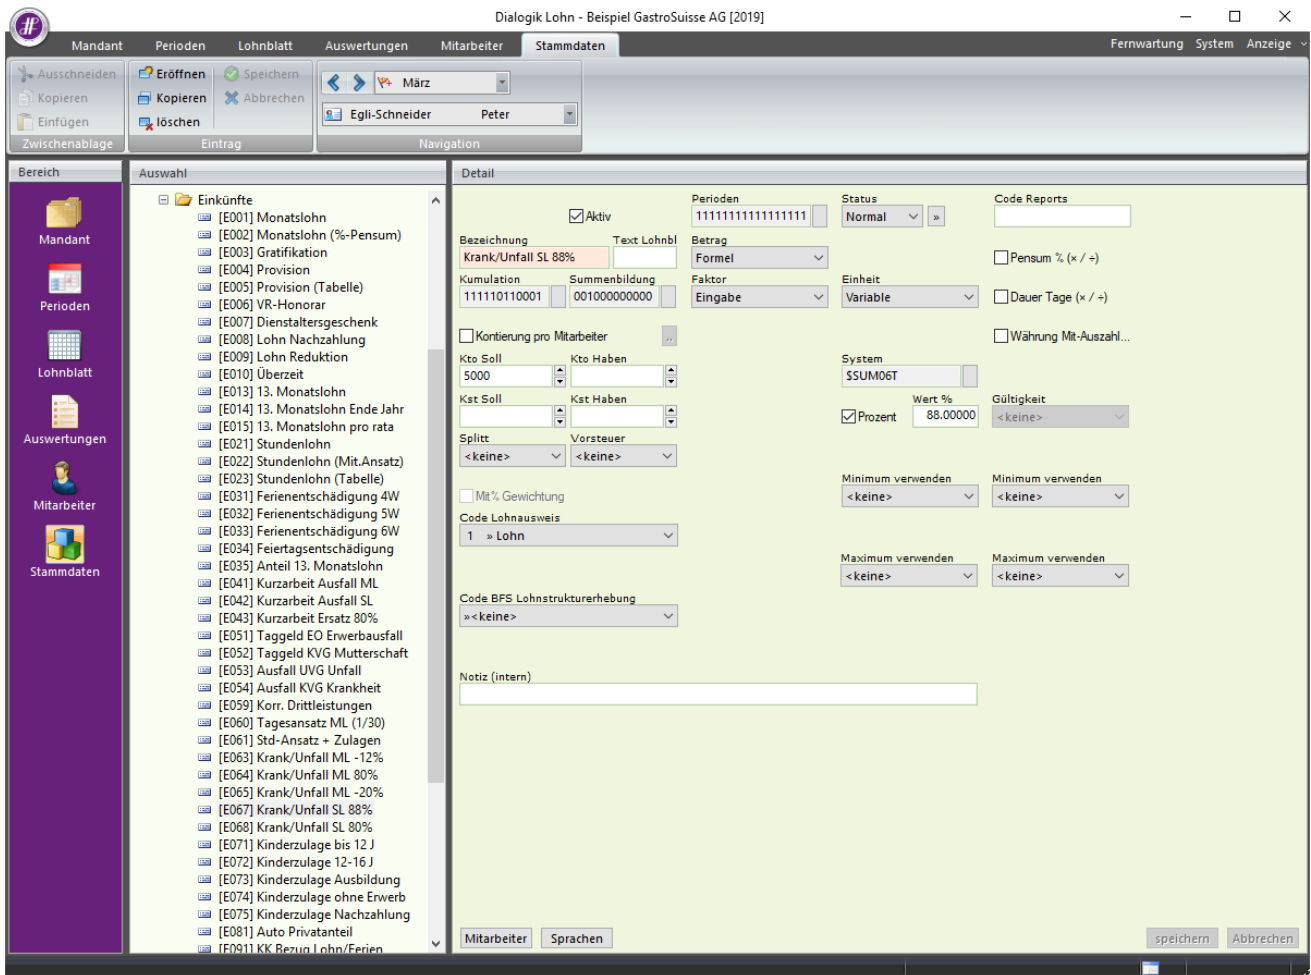 Dialogik Lohn - Beispiel GastroSuisse AG [2019]
Mandant Perioden Lohnblatt Auswertungen Mitarbeiter Stammdaten Fernwartung System Anzeige
Ausschneiden
Kopieren
Einfügen
Zwischenablage
Eröffnen Speichern
Kopieren Abbrechen
löschen
Eintrag
März
Egli-Schneider Peter
Navigation
Bereich
Mandant
Perioden
Lohnblatt
Auswertungen
Mitarbeiter
Stammdaten
Auswahl
Einkünfte
[E001] Monatslohn
[E002] Monatslohn (%-Pensum)
[E003] Gratifikation
[E004] Provision
[E005] Provision (Tabelle)
[E006] VR-Honorar
[E007] Dienstaltersgeschenk
[E008] Lohn Nachzahlung
[E009] Lohn Reduktion
[E010] Überzeit
[E013] 13. Monatslohn
[E014] 13. Monatslohn Ende Jahr
[E015] 13. Monatslohn pro rata
[E021] Stundenlohn
[E022] Stundenlohn (Mit.Ansatz)
[E023] Stundenlohn (Tabelle)
[E031] Ferienentschädigung 4W
[E032] Ferienentschädigung 5W
[E033] Ferienentschädigung 6W
[E034] Feiertagsentschädigung
[E035] Anteil 13. Monatslohn
[E041] Kurzarbeit Ausfall ML
[E042] Kurzarbeit Ausfall SL
[E043] Kurzarbeit Ersatz 80%
[E051] Taggeld EO Erwerbausfall
[E052] Taggeld KVG Mutterschaft
[E053] Ausfall UVG Unfall
[E054] Ausfall KVG Krankheit
[E059] Korr. Drittleistungen
[E060] Tagesansatz ML (1/30)
[E061] Std-Ansatz + Zulagen
[E063] Krank/Unfall ML -12%
[E064] Krank/Unfall ML 80%
[E065] Krank/Unfall ML -20%
[E067] Krank/Unfall SL 88%
[E068] Krank/Unfall SL 80%
[E071] Kinderzulage bis 12 J
[E072] Kinderzulage 12-16 J
[E073] Kinderzulage Ausbildung
[E074] Kinderzulage ohne Erwerb
[E075] Kinderzulage Nachzahlung
[E081] Auto Privatanteil
[E091] KK Bezug Lohn/Ferien
Detail
Perioden Status Code Reports
Aktiv 11111111111111111 Normal »
Bezeichnung Text Lohnbl Betrag
Krank/Unfall SL 88% Formel Pensum % (× / ÷)
Kumulation Summenbildung Faktor Einheit
111110110001 001000000000 Eingabe Variable Dauer Tage (× / ÷)
Kontierung pro Mitarbeiter .. Währung Mit-Auszahl...
Kto Soll Kto Haben System
5000 $SUM06T
Kst Soll Kst Haben Wert % Gültigkeit
Prozent 88.00000 <keine>
Splitt Vorsteuer
<keine> <keine>
Minimum verwenden Minimum verwenden
Mit% Gewichtung <keine> <keine>
Code Lohnausweis
1 » Lohn
Maximum verwenden Maximum verwenden
<keine> <keine>
Code BFS Lohnstrukturerhebung
»<keine>
Notiz (intern)
Mitarbeiter Sprachen speichern Abbrechen